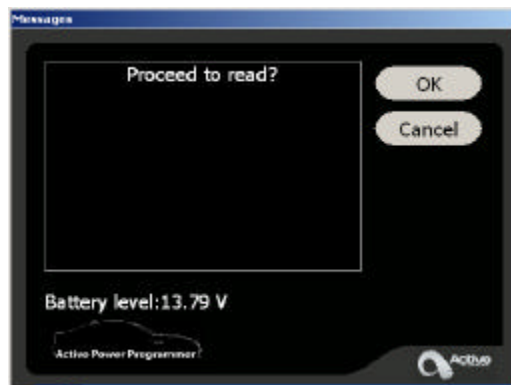 Messages
Proceed to read?
OK
Cancel
Battery level:13.79 V
Active Power Programmer
Active